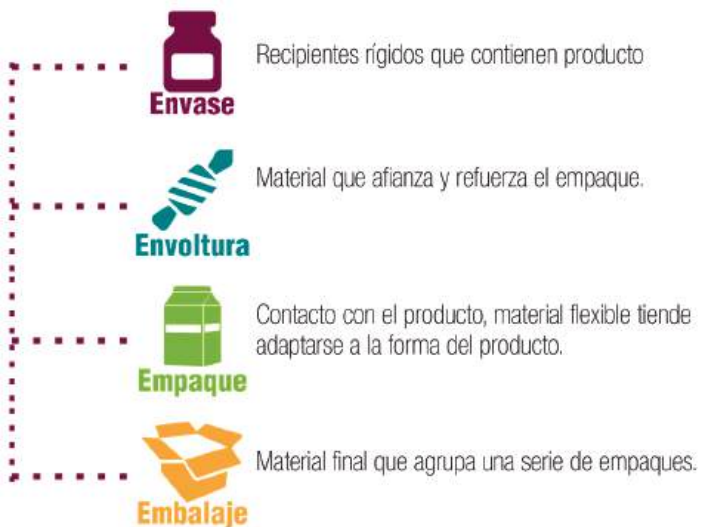 Recipientes rígidos que contienen producto
Envase
Material que afianza y refuerza el empaque.
Envoltura
Contacto con el producto, material flexible tiende
adaptarse a la forma del producto.
Empaque
Material final que agrupa una serie de empaques.
Embalaje